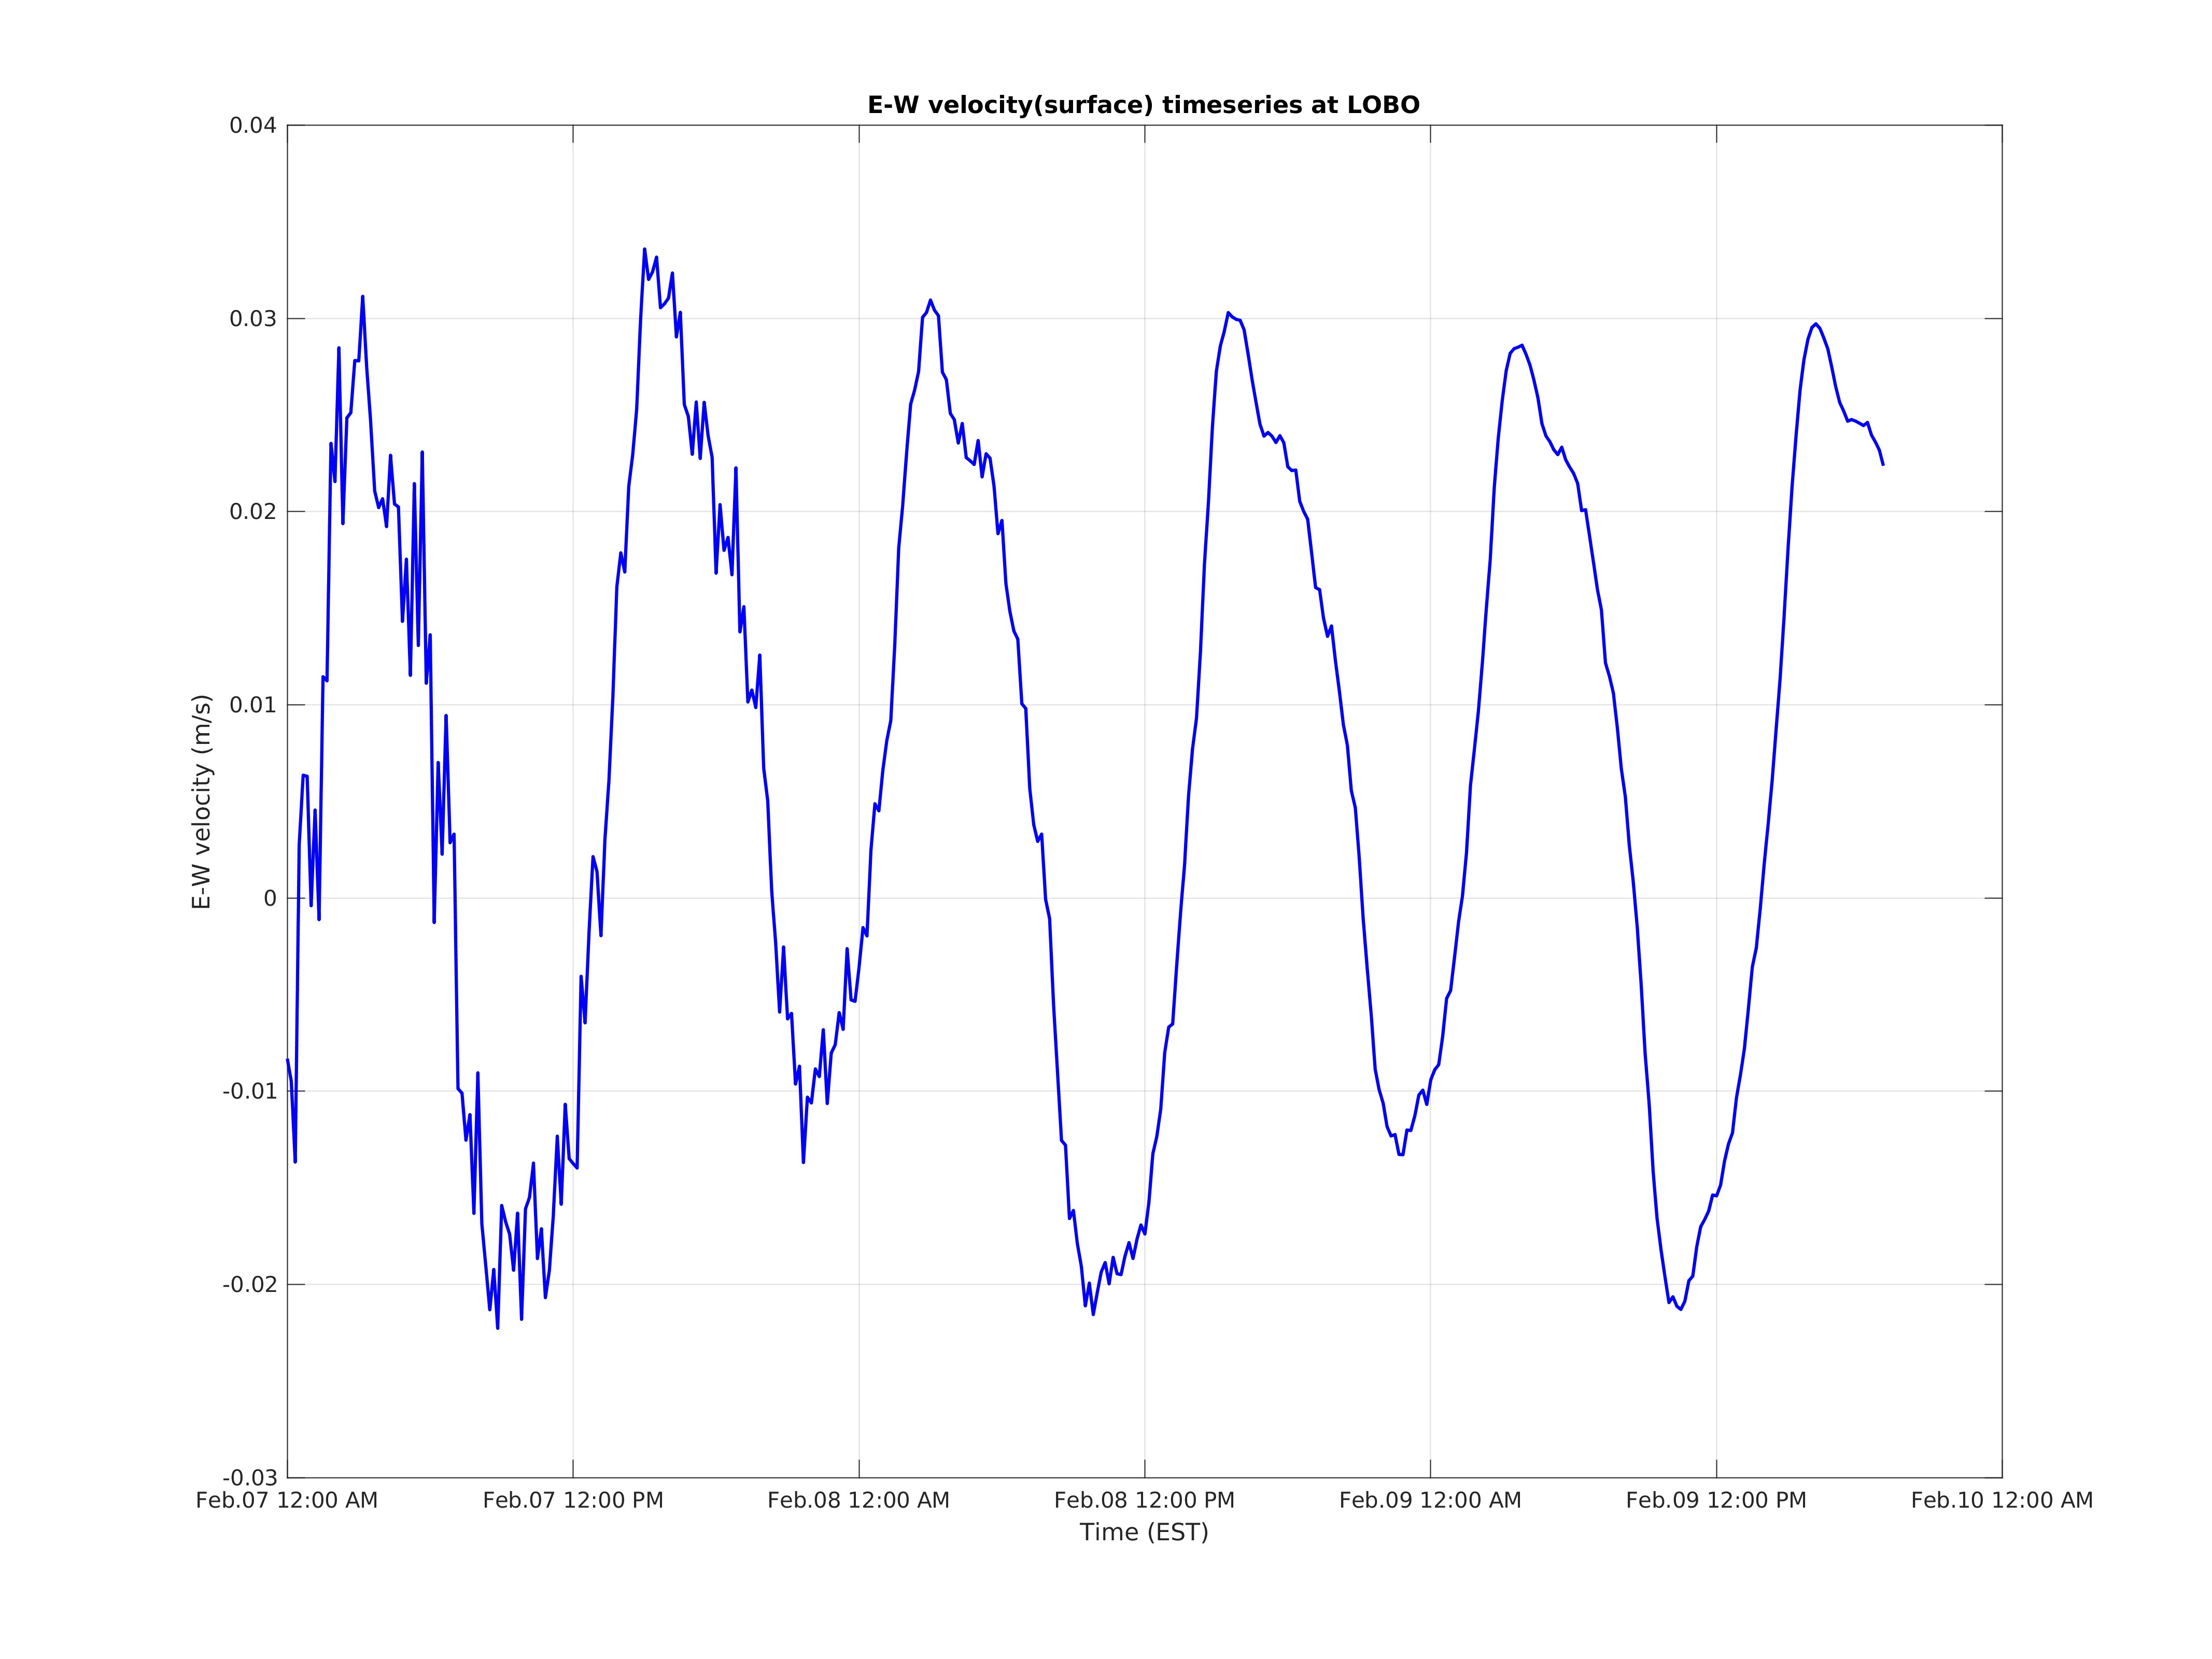 E-W velocity(surface) timeseries at LOBO
0.04
0.03
0.02
0.01
0
-0.01
-0.02
-0.03
E-W velocity (m/s)
Feb.07 12:00 AM Feb.07 12:00 PM Feb.08 12:00 AM Feb.08 12:00 PM Feb.09 12:00 AM Feb.09 12:00 PM Feb.10 12:00 AM
Time (EST)